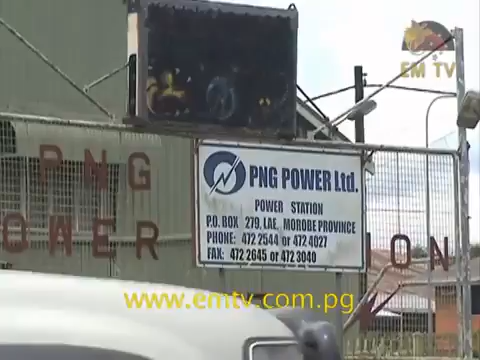 EM TV
PNG POWER Ltd.
POWER STATION
P.O. BOX 279, LAE, MOROBE PROVINCE
PHONE: 472 2544 or 472 4027
FAX: 472 2645 or 472 3040
PNG
POWER
ION
www.emtv.com.pg